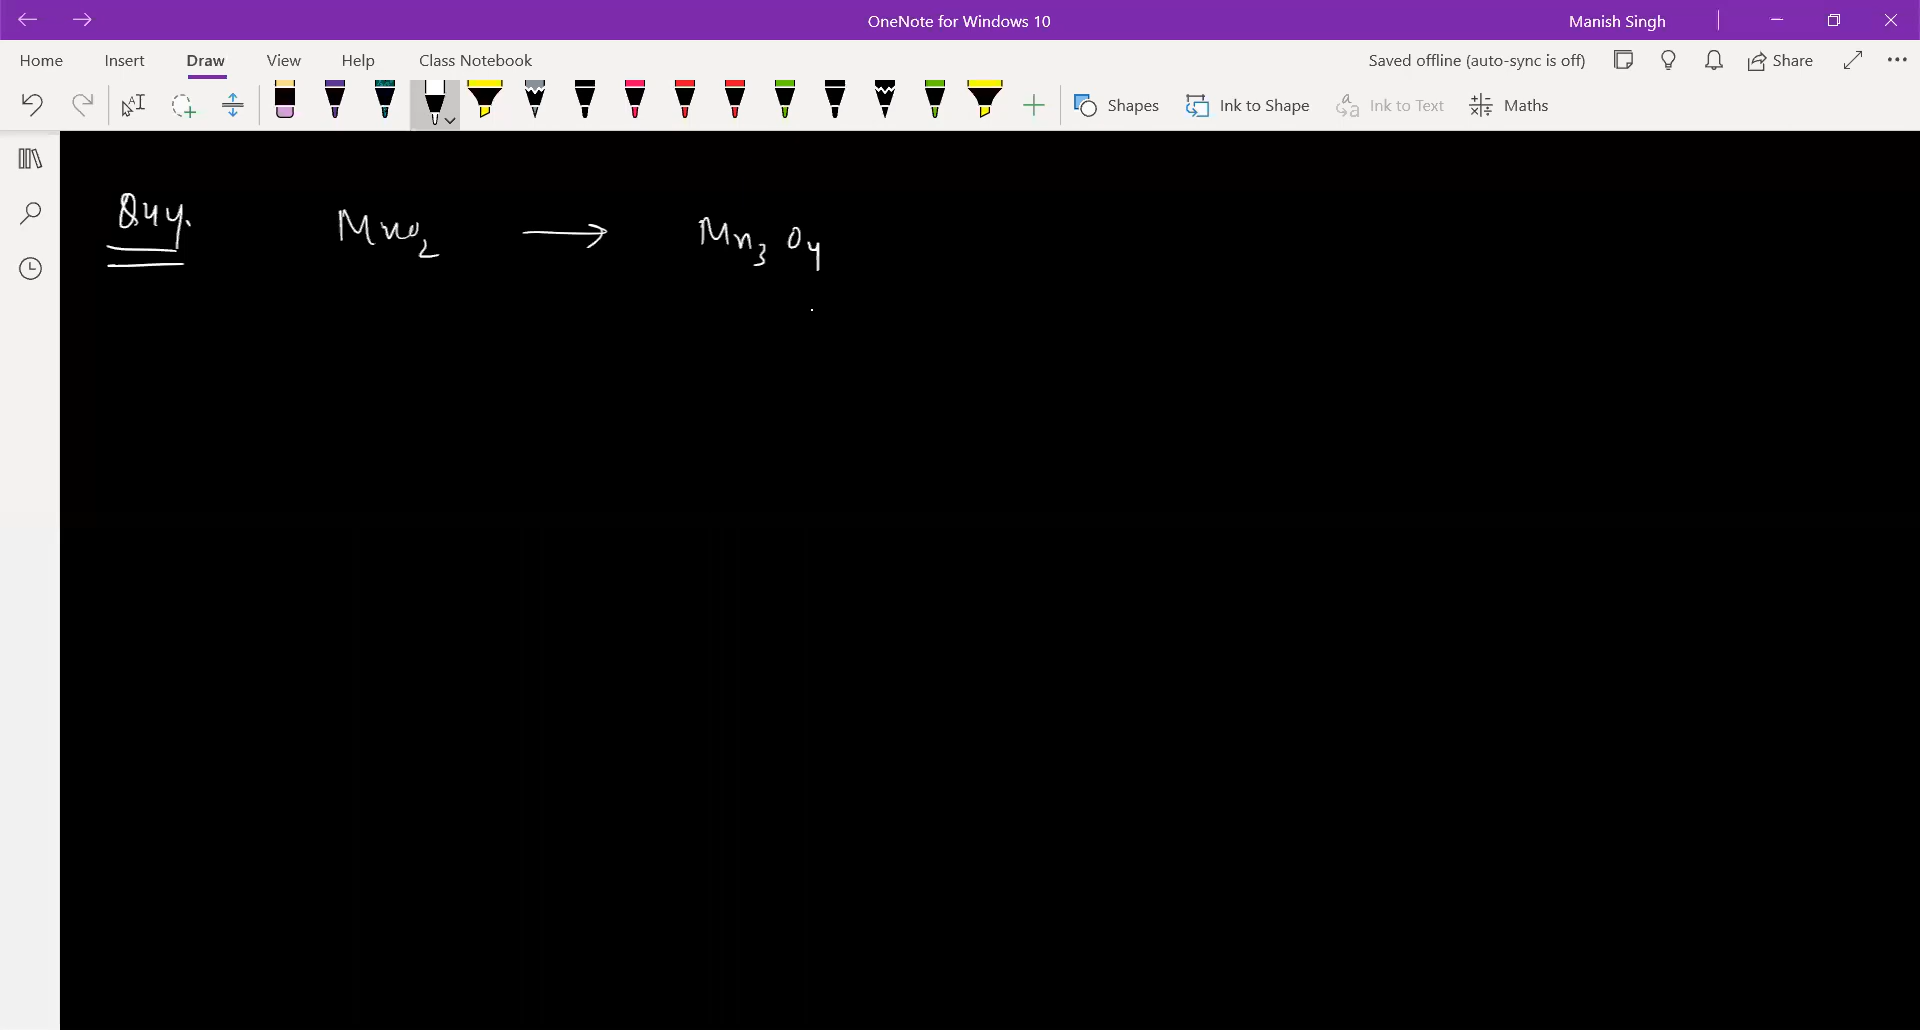 OneNote for Windows 10 Manish Singh
Home Insert Draw View Help Class Notebook Saved offline (auto-sync is off) Share
Shapes Ink to Shape Ink to Text Maths
Q44. MnO₂ → Mn₃O₄